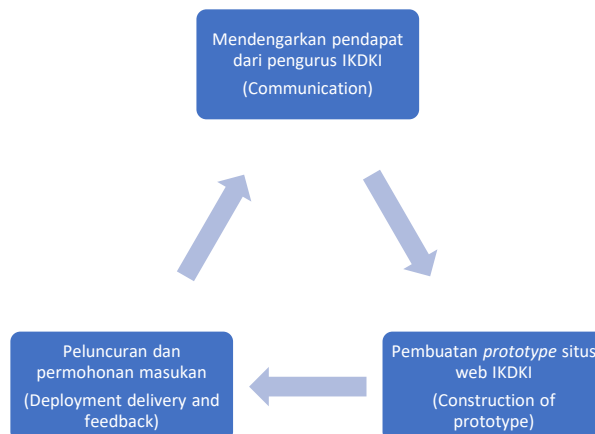 Mendengarkan pendapat
dari pengurus IKDKI
(Communication)
Pembuatan prototype situs
web IKDKI
(Construction of
prototype)
Peluncuran dan
permohonan masukan
(Deployment delivery and
feedback)